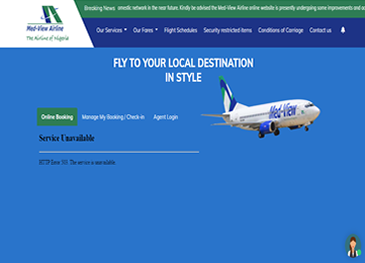 Med-View Airline
The Airline of Nigeria
Breaking News omestic network in the near future, Kindly be advised the Med-View Airline online website is presently undergoing some improvements and w
Our Services Our Fares Flight Schedules Security restricted items Conditions of Carriage Contact us
FLY TO YOUR LOCAL DESTINATION
IN STYLE
Med-View
Online Booking Manage My Booking / Check-in Agent Login
Service Unavailable
HTTP Error 503. The service is unavailable.